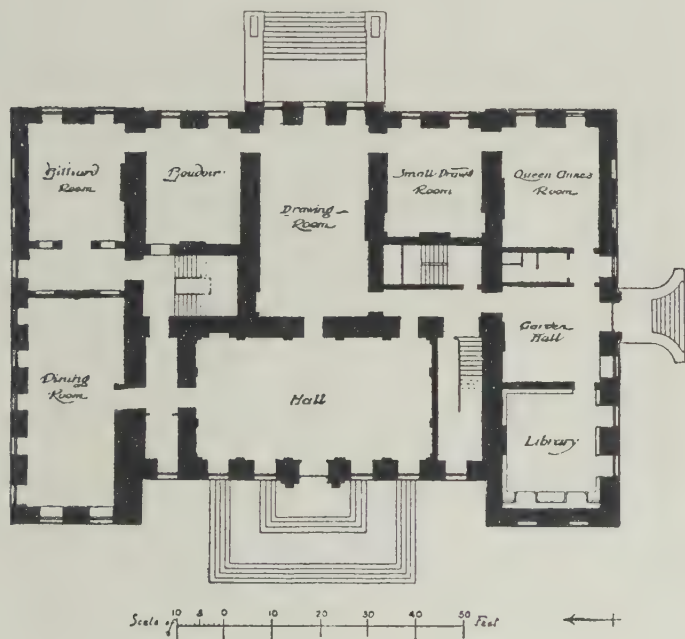 Billiard
Room
Boudoir.
Drawing
Room
Small Drawg
Room
Queen Anne's
Room
Garden
Hall
Dining
Room
Hall
Library
Scale of 10 5 0 10 20 30 40 50 Feet